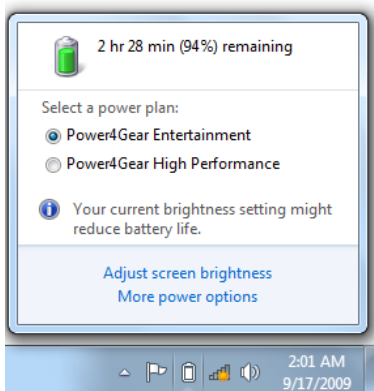 2 hr 28 min (94%) remaining
Select a power plan:
Power4Gear Entertainment
Power4Gear High Performance
Your current brightness setting might
reduce battery life.
Adjust screen brightness
More power options
2:01 AM
9/17/2009